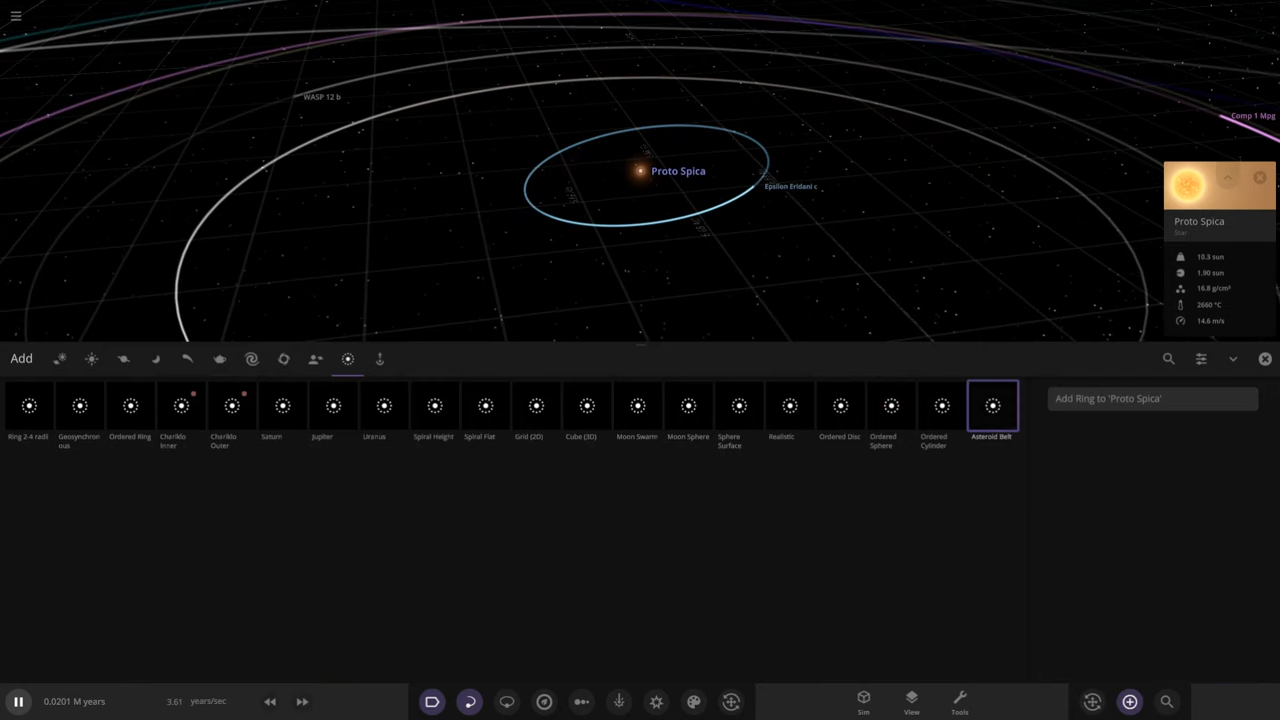 WASP 12 b
Comp 1 Mpg
Proto Spica
Epsilon Eridani c
Proto Spica
Star
10.3 sun
1.90 sun
16.8 g/cm³
2660 °C
14.6 m/s
Add
Ring 2-4 radii
Geosynchron
ous
Ordered Ring
Chariklo
Inner
Chariklo
Outer
Saturn
Jupiter
Uranus
Spiral Height
Spiral Flat
Grid (2D)
Cube (3D)
Moon Swarm
Moon Sphere
Sphere
Surface
Realistic
Ordered Disc
Ordered
Sphere
Ordered
Cylinder
Asteroid Belt
Add Ring to 'Proto Spica'
0.0201 M years
3.61 years/sec
Sim
View
Tools